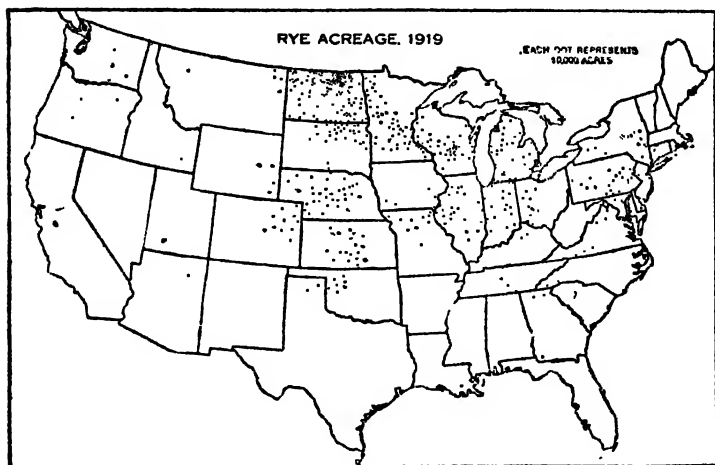 RYE ACREAGE, 1919
EACH DOT REPRESENTS
10,000 ACRES